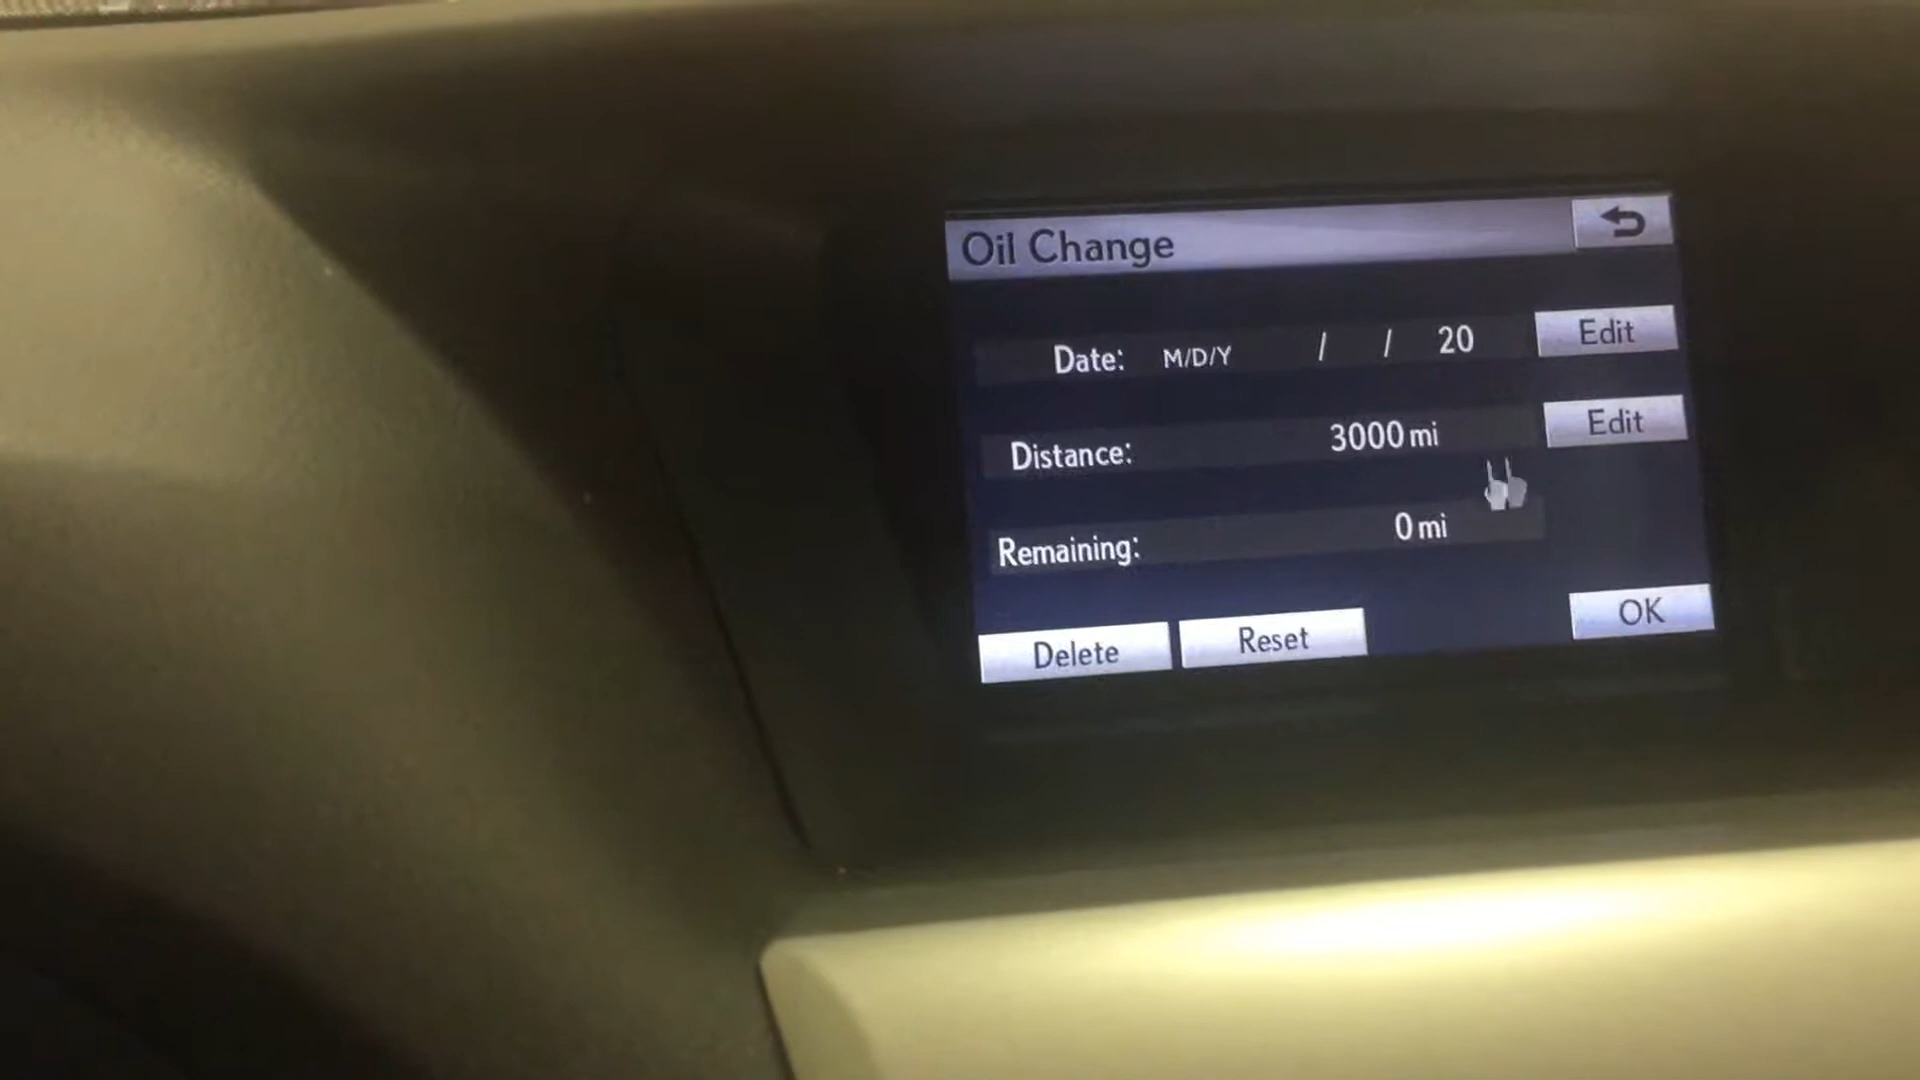 Oil Change
Date: M/D/Y / / 20 Edit
Distance: 3000 mi Edit
Remaining: 0 mi
Delete Reset OK